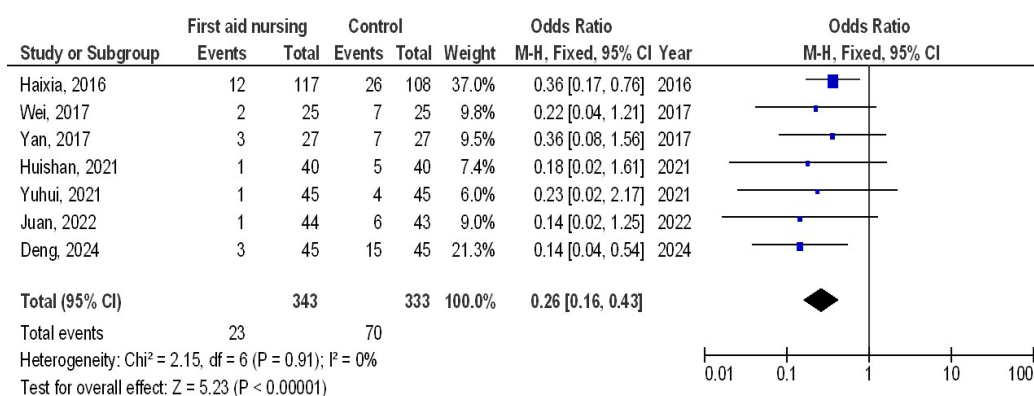 First aid nursing Control Odds Ratio Odds Ratio
Study or Subgroup Events Total Events Total Weight M-H, Fixed, 95% CI Year M-H, Fixed, 95% CI
Haixia, 2016 12 117 26 108 37.0% 0.36 [0.17, 0.76] 2016
Wei, 2017 2 25 7 25 9.8% 0.22 [0.04, 1.21] 2017
Yan, 2017 3 27 7 27 9.5% 0.36 [0.08, 1.56] 2017
Huishan, 2021 1 40 5 40 7.4% 0.18 [0.02, 1.61] 2021
Yuhui, 2021 1 45 4 45 6.0% 0.23 [0.02, 2.17] 2021
Juan, 2022 1 44 6 43 9.0% 0.14 [0.02, 1.25] 2022
Deng, 2024 3 45 15 45 21.3% 0.14 [0.04, 0.54] 2024
Total (95% CI) 343 333 100.0% 0.26 [0.16, 0.43]
Total events 23 70
Heterogeneity: Chi² = 2.15, df = 6 (P = 0.91); I² = 0%
Test for overall effect: Z = 5.23 (P < 0.00001)
0.01 0.1 1 10 100